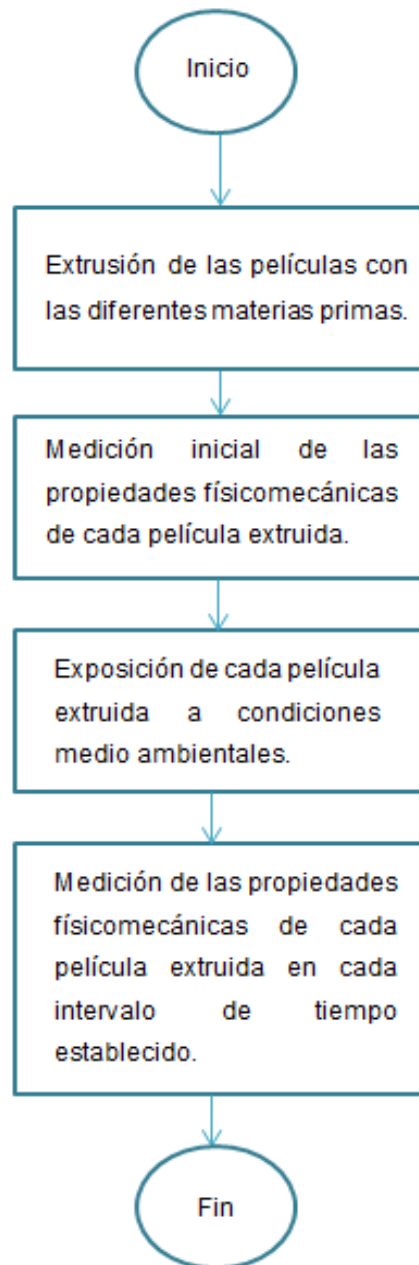 Inicio
Extrusión de las películas con
las diferentes materias primas.
Medición inicial de las
propiedades físicomecánicas
de cada película extruida.
Exposición de cada película
extruida a condiciones
medio ambientales.
Medición de las propiedades
físicomecánicas de cada
película extruida en cada
intervalo de tiempo
establecido.
Fin